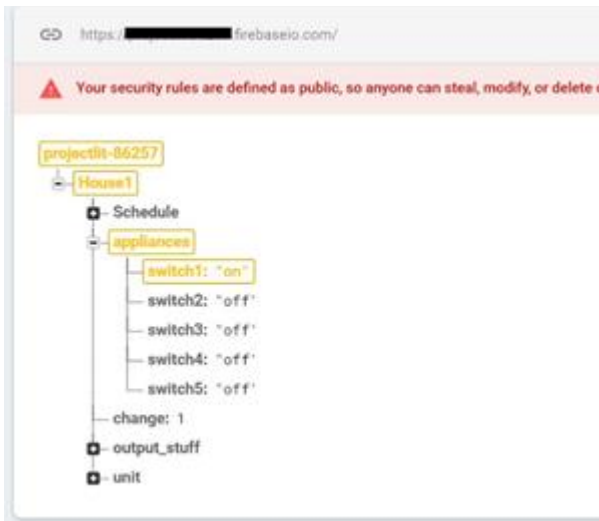 https:/ firebaseio.com/
Your security rules are defined as public, so anyone can steal, modify, or delete
projectlit-86257
House1
Schedule
appliances
switch1: "on"
switch2: "off"
switch3: "off"
switch4: "off"
switch5: "off"
change: 1
output_stuff
unit